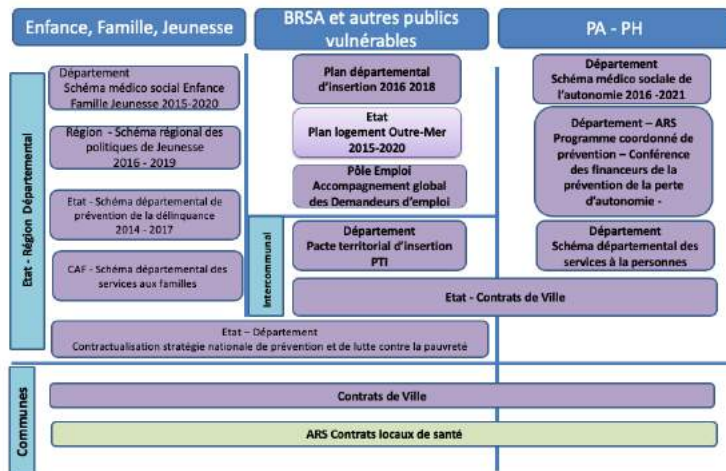 Enfance, Famille, Jeunesse
BRSA et autres publics
vulnérables
PA - PH
Etat - Région Départemental
Département
Schéma médico social Enfance
Famille Jeunesse 2015-2020
Région - Schéma régional des
politiques de Jeunesse
2016 - 2019
Etat - Schéma départemental de
prévention de la délinquance
2014 - 2017
CAF - Schéma départemental des
services aux familles
Plan départemental
d'insertion 2016 2018
Etat
Plan logement Outre-Mer
2015-2020
Pôle Emploi
Accompagnement global
des Demandeurs d'emploi
Intercommunal
Département
Pacte territorial d'insertion
PTI
Département
Schéma médico sociale de
l'autonomie 2016 -2021
Département – ARS
Programme coordonné de
prévention – Conférence
des financeurs de la
prévention de la perte
d'autonomie -
Département
Schéma départemental des
services à la personnes
Etat - Contrats de Ville
Etat – Département
Contractualisation stratégie nationale de prévention et de lutte contre la pauvreté
Communes
Contrats de Ville
ARS Contrats locaux de santé